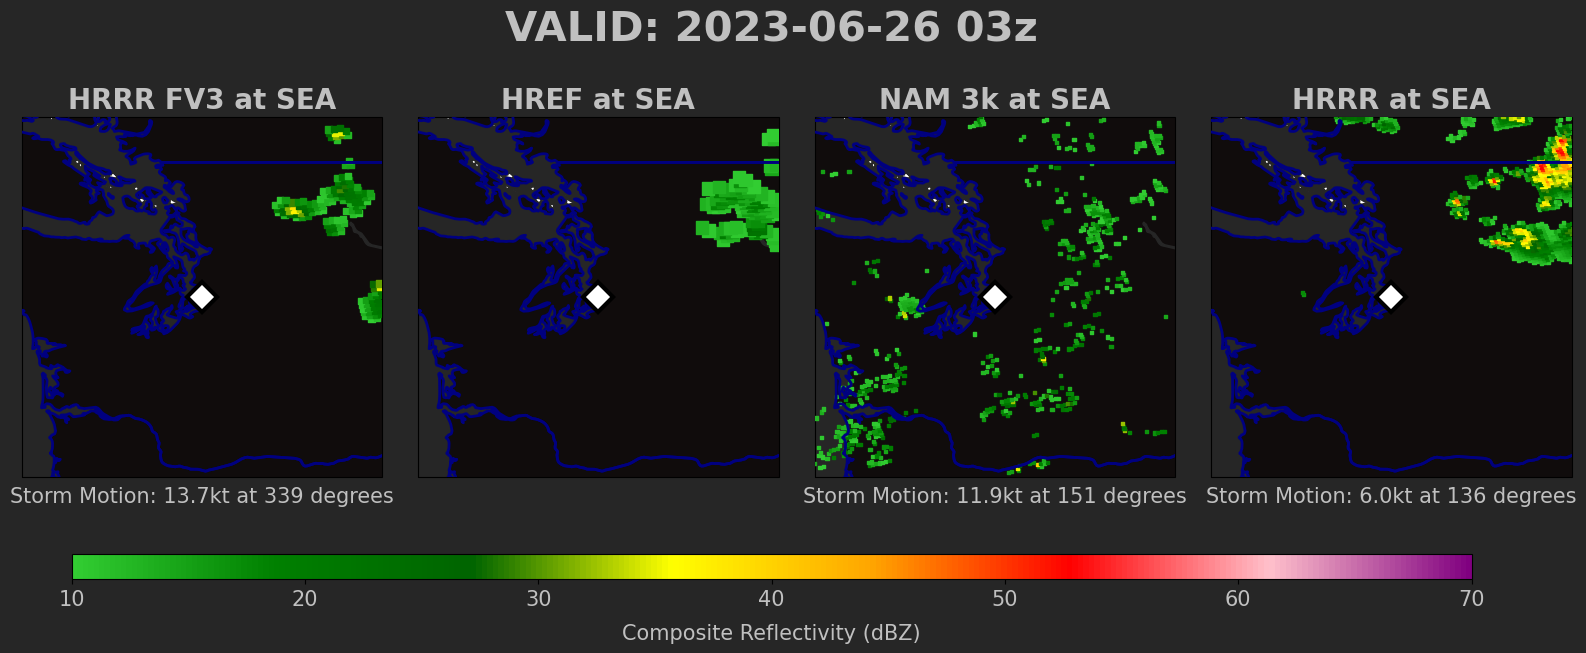 VALID: 2023-06-26 03z
HRRR FV3 at SEA
HREF at SEA
NAM 3k at SEA
HRRR at SEA
Storm Motion: 13.7kt at 339 degrees
Storm Motion: 11.9kt at 151 degrees
Storm Motion: 6.0kt at 136 degrees
10 20 30 40 50 60 70
Composite Reflectivity (dBZ)